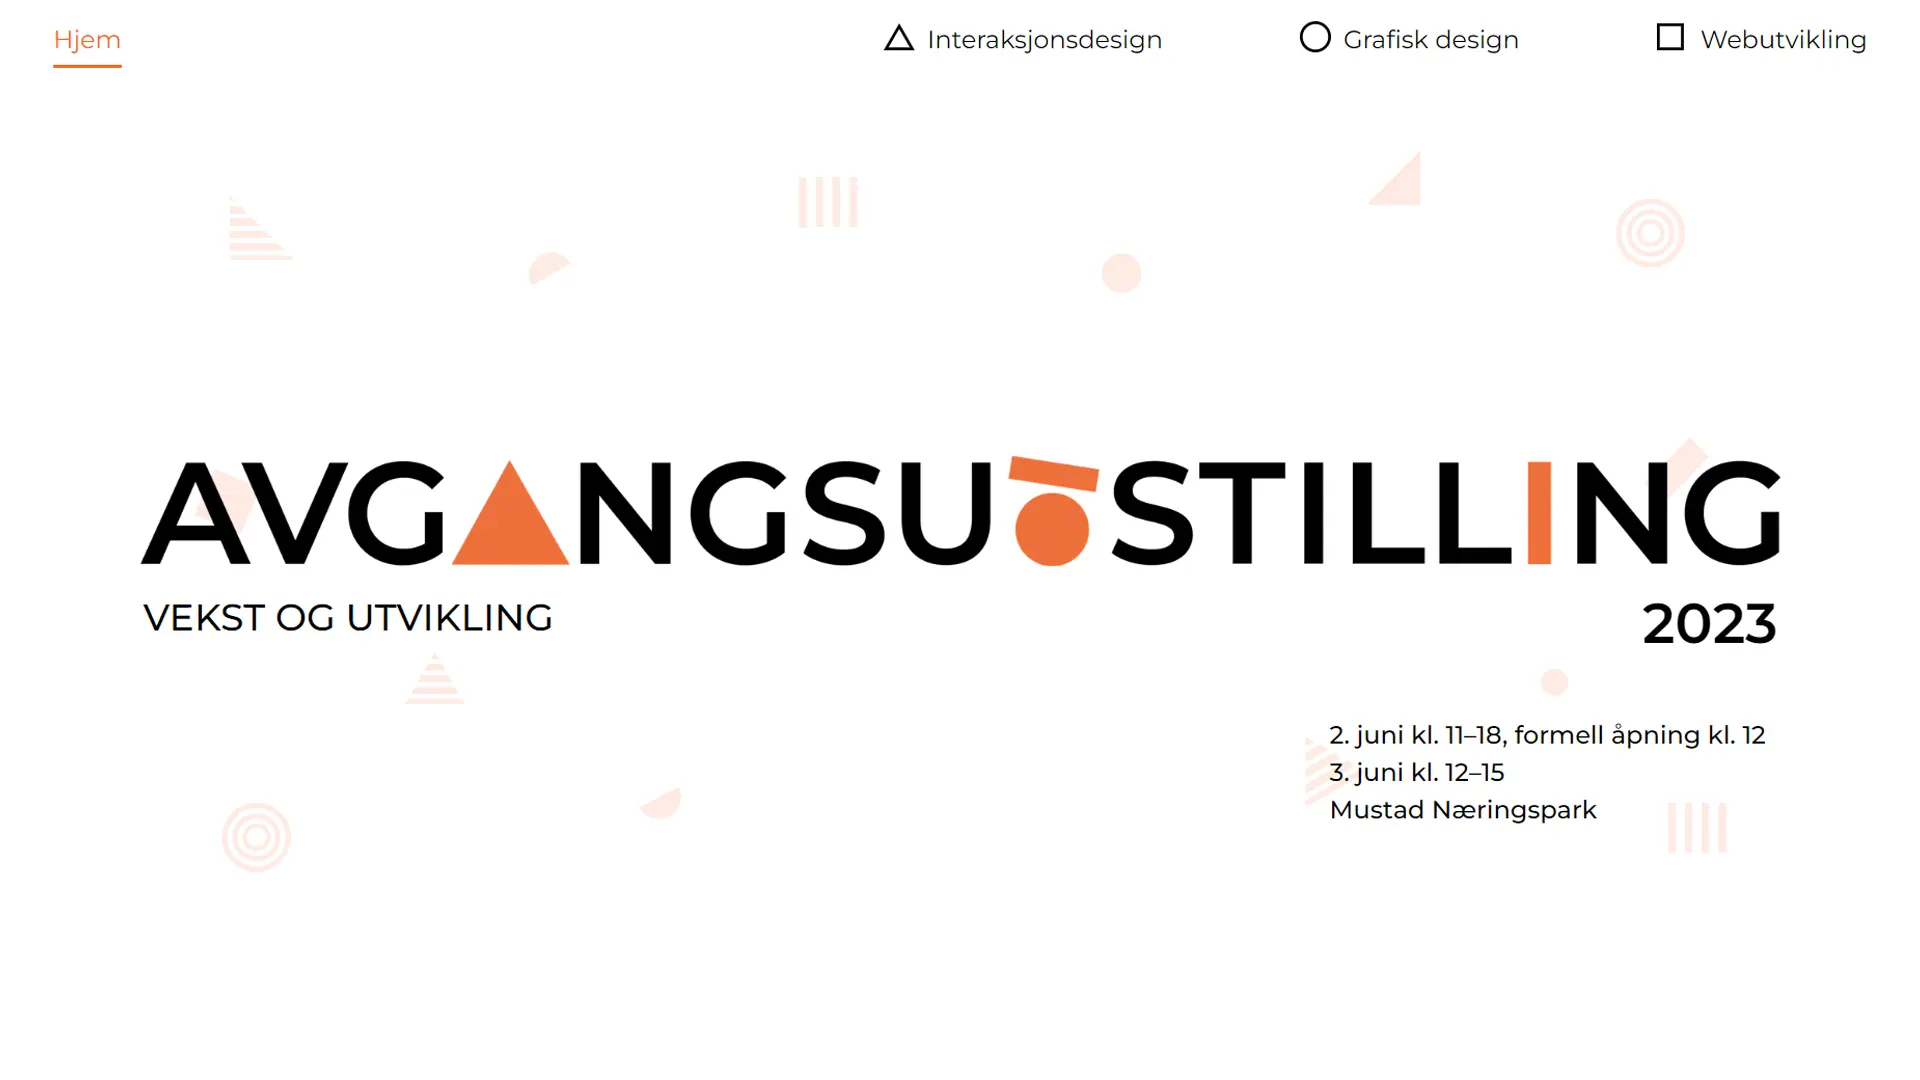 Hjem
Interaksjonsdesign
Grafisk design
Webutvikling
AVGANGSUTSTILLING
VEKST OG UTVIKLING
2023
2. juni kl. 11–18, formell åpning kl. 12
3. juni kl. 12–15
Mustad Næringspark